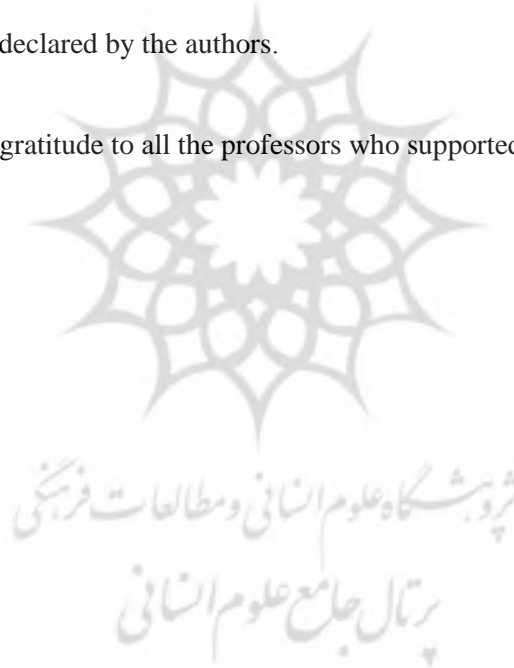 declared by the authors.
gratitude to all the professors who supported
پژوهشگاه علوم انسانی و مطالعات فرهنگی
پرتال جامع علوم انسانی